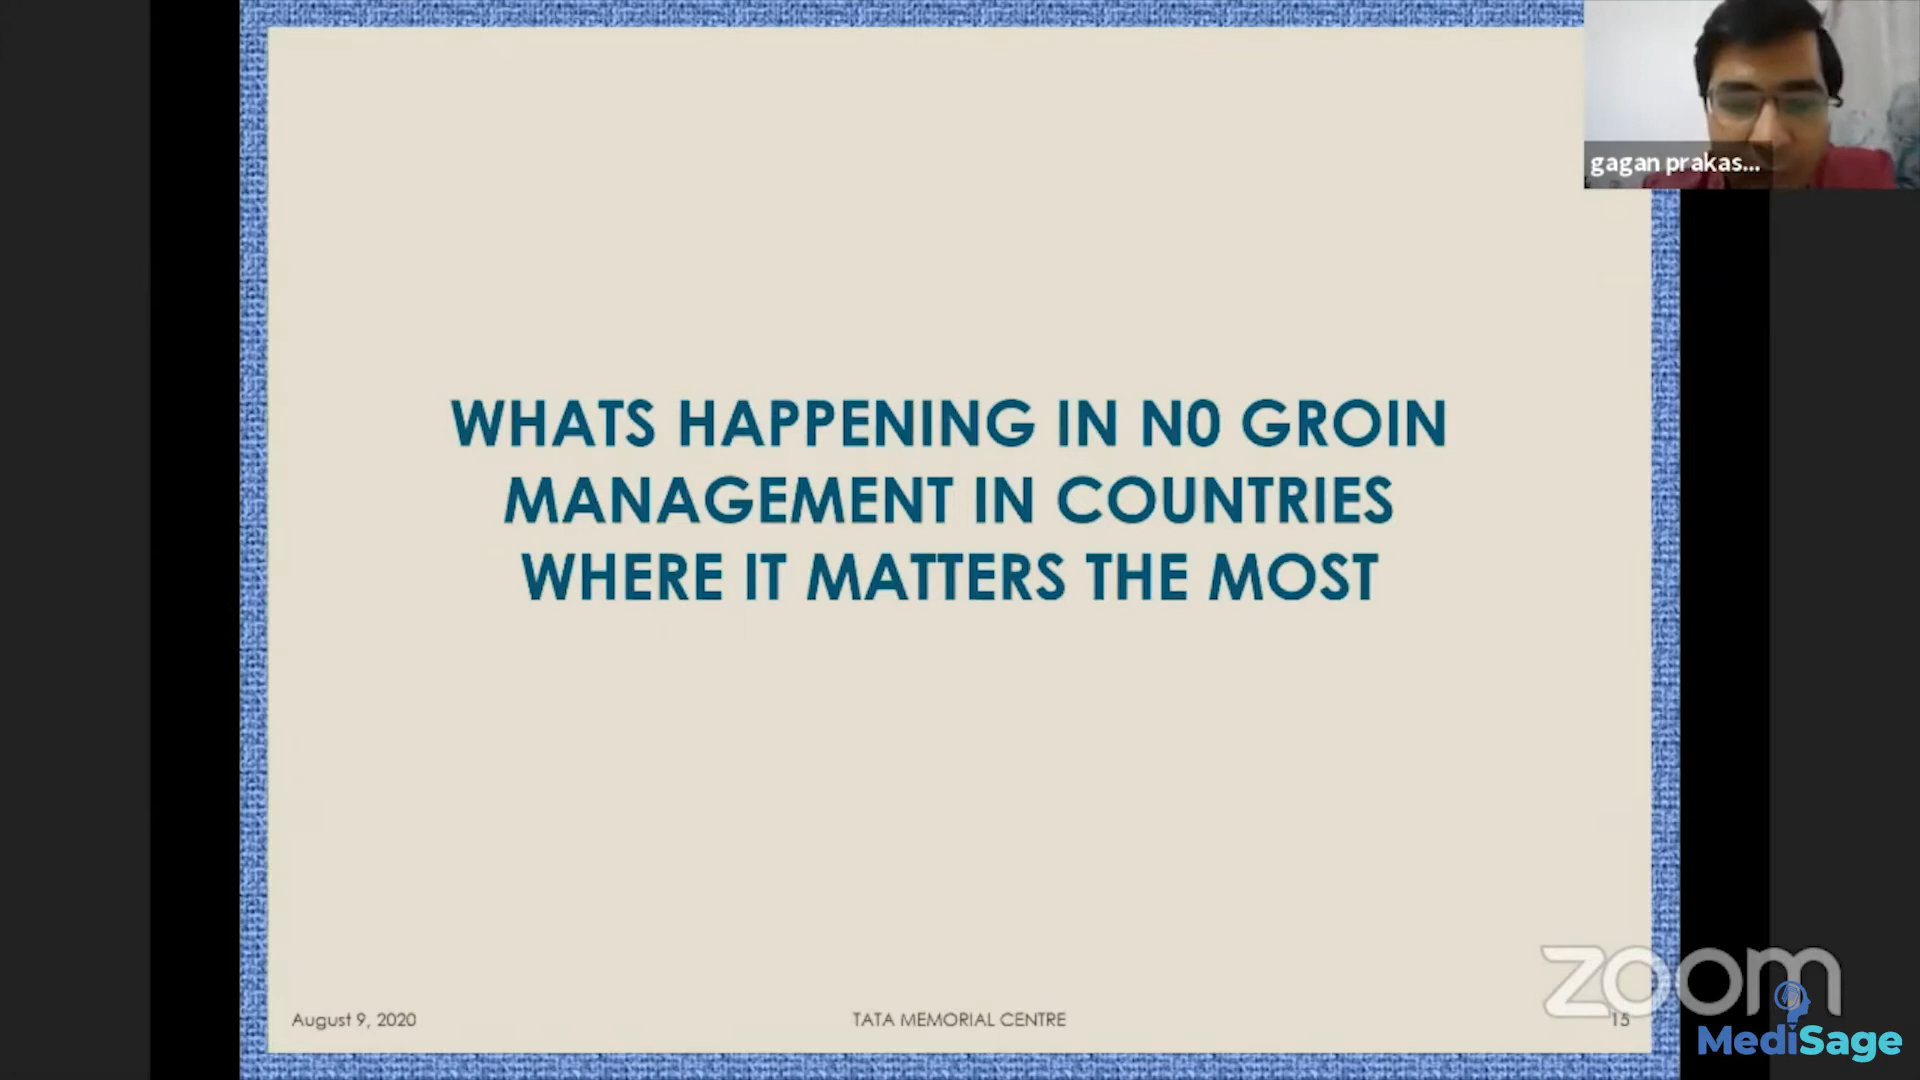 gagan prakas...
WHATS HAPPENING IN N0 GROIN
MANAGEMENT IN COUNTRIES
WHERE IT MATTERS THE MOST
August 9, 2020
TATA MEMORIAL CENTRE
15
zoom
MediSage